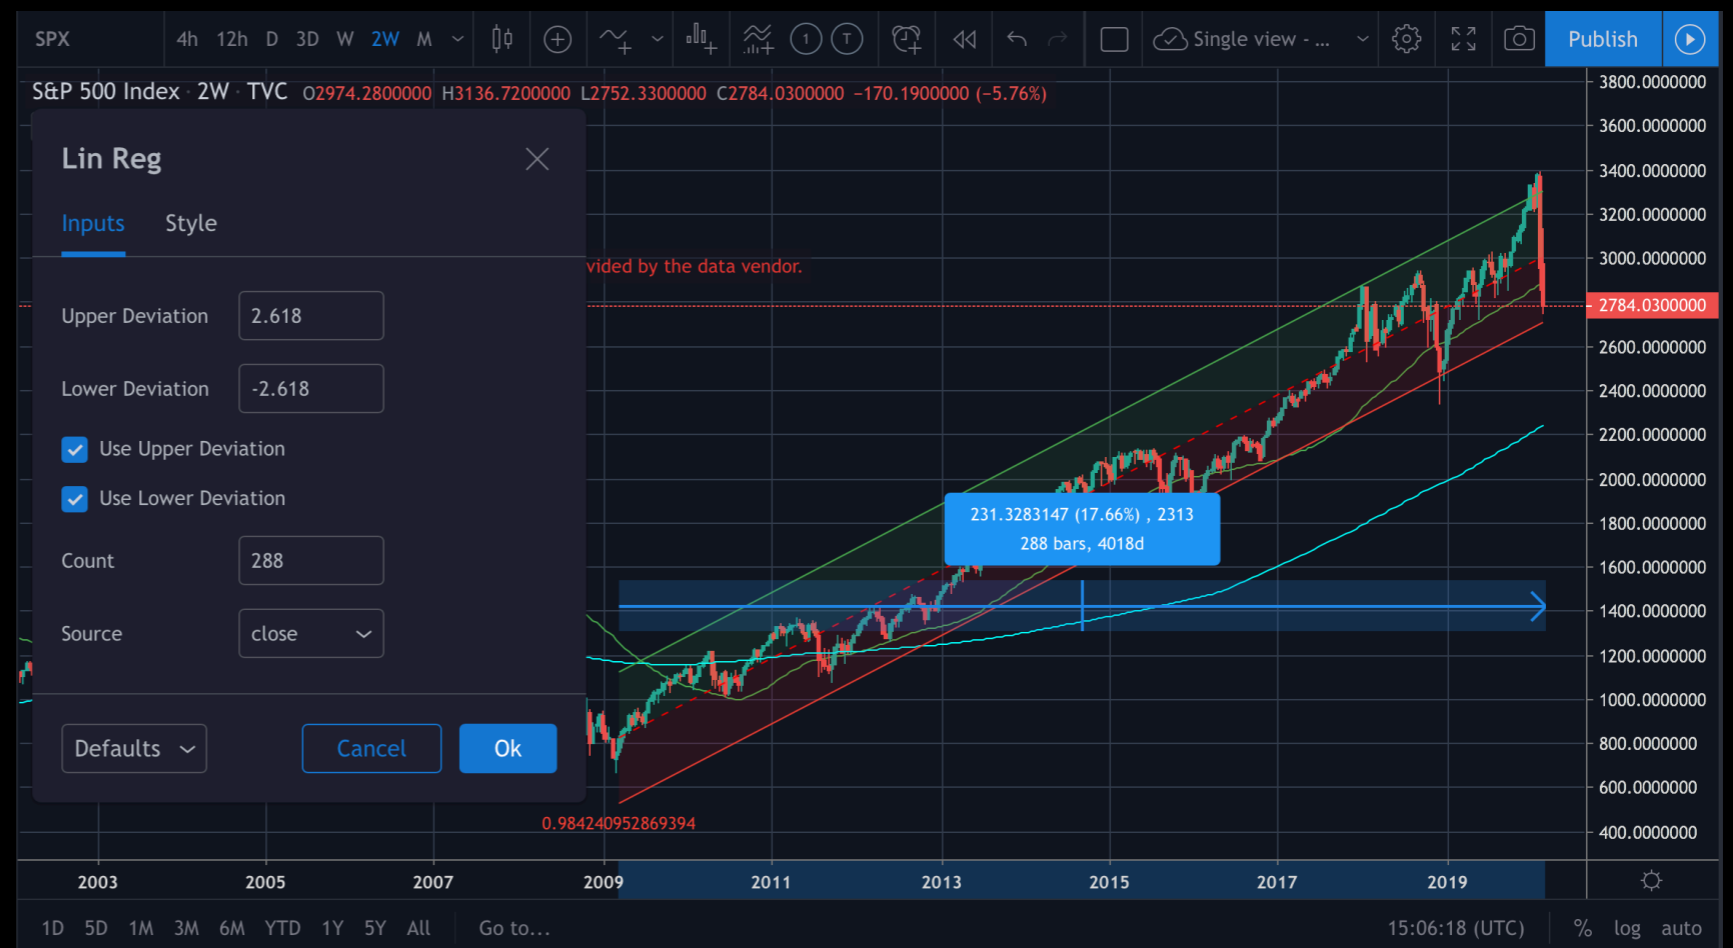 SPX 4h 12h D 3D W 2W M 1 T Single view - ... Publish
S&P 500 Index · 2W · TVC O2974.2800000 H3136.7200000 L2752.3300000 C2784.0300000 −170.1900000 (−5.76%)
3800.0000000
3600.0000000
3400.0000000
3200.0000000
3000.0000000
2784.0300000
2600.0000000
2400.0000000
2200.0000000
2000.0000000
1800.0000000
1600.0000000
1400.0000000
1200.0000000
1000.0000000
800.0000000
600.0000000
400.0000000
Lin Reg
Inputs Style
vided by the data vendor.
Upper Deviation 2.618
Lower Deviation -2.618
Use Upper Deviation
Use Lower Deviation
Count 288
Source close
Defaults Cancel Ok
231.3283147 (17.66%) , 2313
288 bars, 4018d
0.984240952869394
2003 2005 2007 2009 2011 2013 2015 2017 2019
1D 5D 1M 3M 6M YTD 1Y 5Y All Go to... 15:06:18 (UTC) % log auto